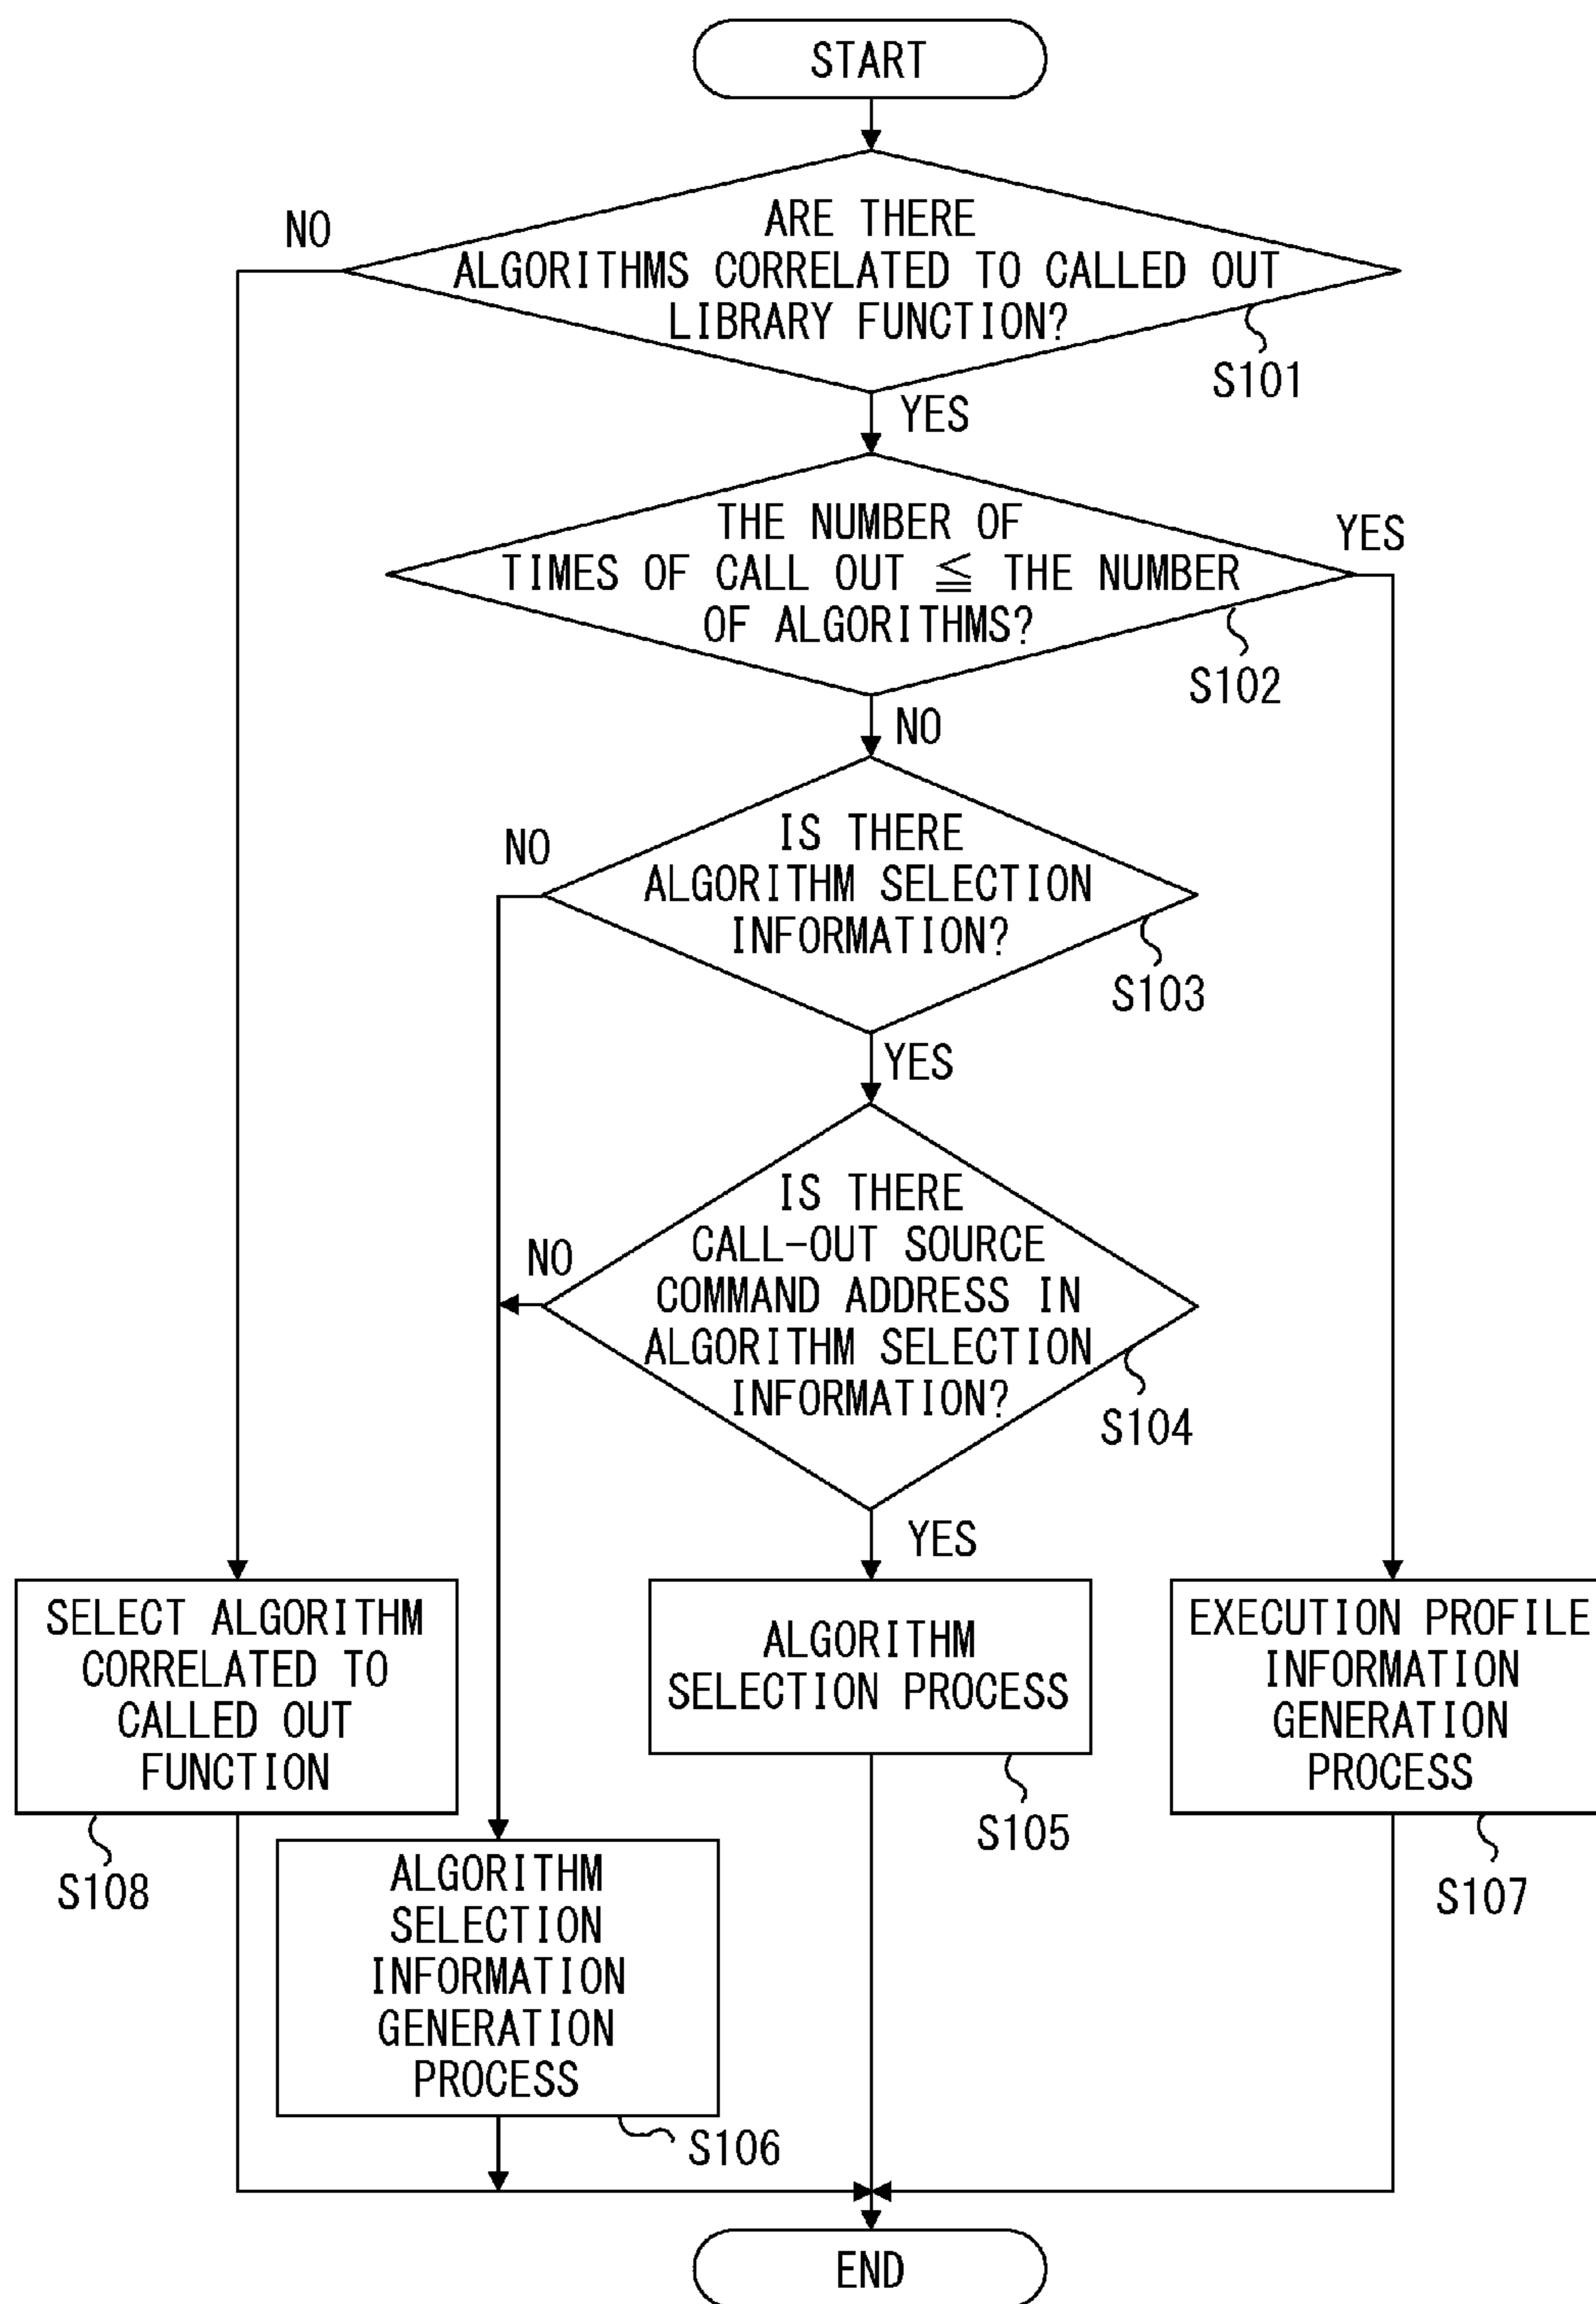 START
NO
ARE THERE
ALGORITHMS CORRELATED TO CALLED OUT
LIBRARY FUNCTION?
S101
YES
THE NUMBER OF
TIMES OF CALL OUT ≦ THE NUMBER
OF ALGORITHMS?
YES
S102
NO
IS THERE
ALGORITHM SELECTION
INFORMATION?
NO
S103
YES
IS THERE
CALL-OUT SOURCE
COMMAND ADDRESS IN
ALGORITHM SELECTION
INFORMATION?
NO
S104
YES
SELECT ALGORITHM
CORRELATED TO
CALLED OUT
FUNCTION
S108
ALGORITHM
SELECTION PROCESS
S105
EXECUTION PROFILE
INFORMATION
GENERATION
PROCESS
S107
ALGORITHM
SELECTION
INFORMATION
GENERATION
PROCESS
S106
END